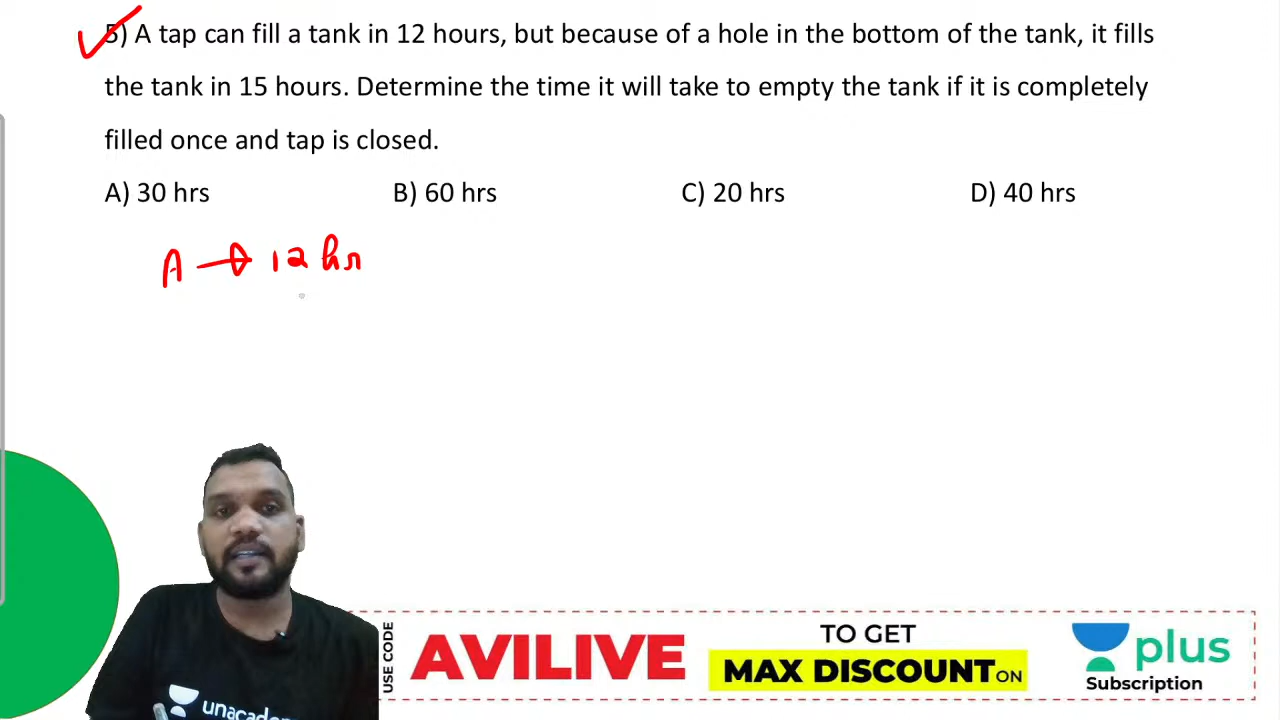 5) A tap can fill a tank in 12 hours, but because of a hole in the bottom of the tank, it fills
the tank in 15 hours. Determine the time it will take to empty the tank if it is completely
filled once and tap is closed.
A) 30 hrs B) 60 hrs C) 20 hrs D) 40 hrs
A → 12 hr
USE CODE
AVILIVE
TO GET
MAX DISCOUNT ON
plus
Subscription